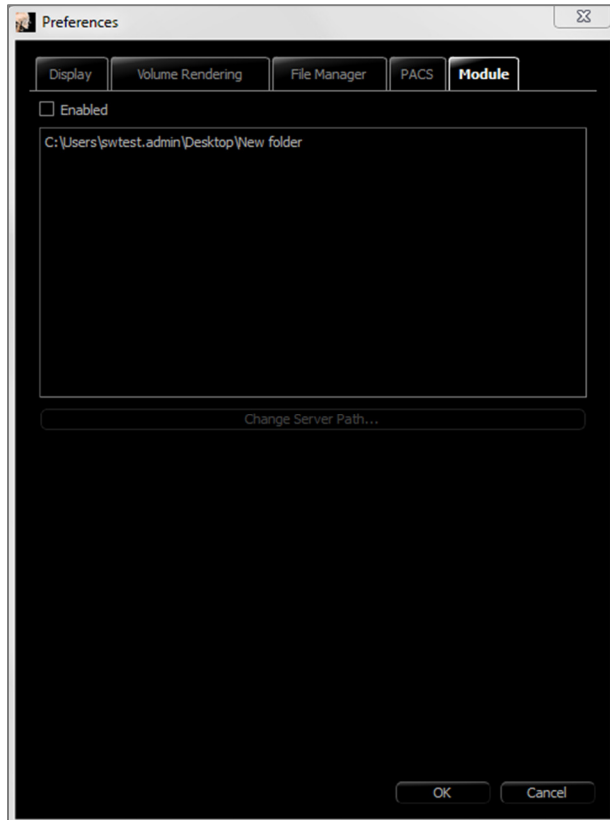 Preferences
Display Volume Rendering File Manager PACS Module
Enabled
C:\Users\swtest.admin\Desktop\New folder
Change Server Path...
OK Cancel